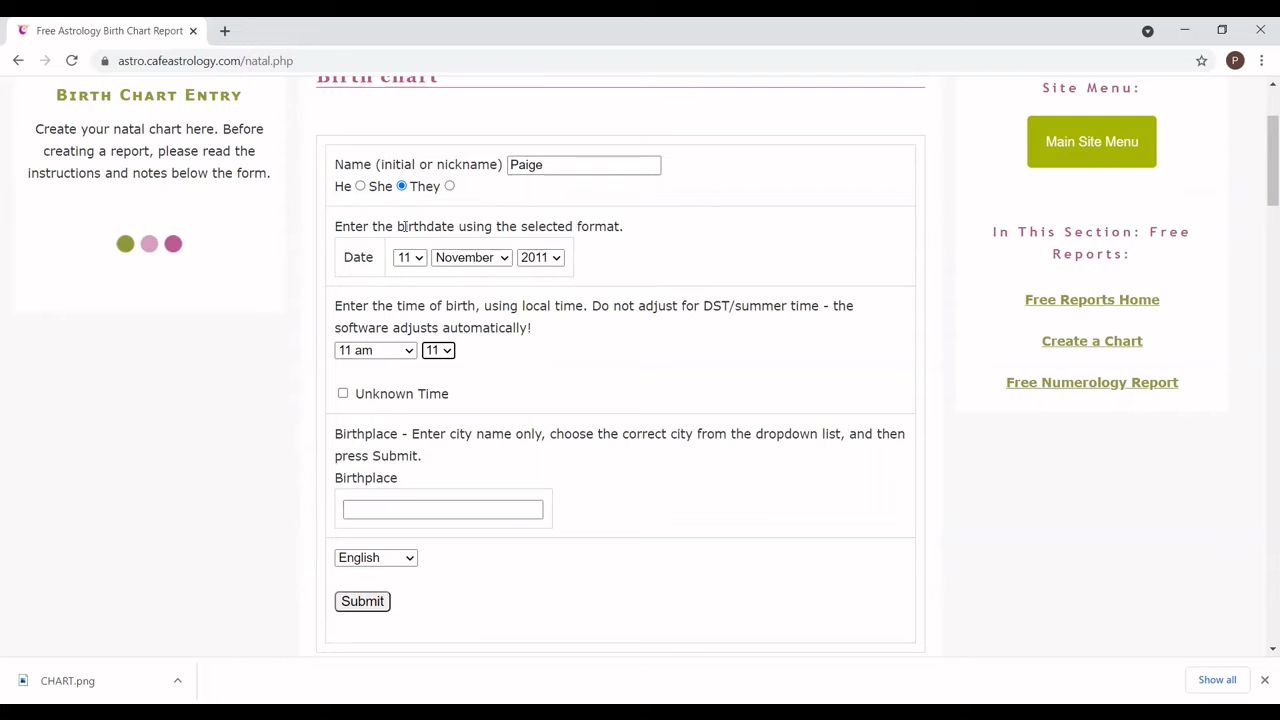 Free Astrology Birth Chart Report
astro.cafeastrology.com/natal.php
P
BIRTH CHART ENTRY
Create your natal chart here. Before
creating a report, please read the
instructions and notes below the form.
Birth Chart
Name (initial or nickname) Paige
He She They
Enter the birthdate using the selected format.
Date 11 November 2011
Enter the time of birth, using local time. Do not adjust for DST/summer time - the
software adjusts automatically!
11 am 11
Unknown Time
Birthplace - Enter city name only, choose the correct city from the dropdown list, and then
press Submit.
Birthplace
English
Submit
Site Menu:
Main Site Menu
In This Section: Free
Reports:
Free Reports Home
Create a Chart
Free Numerology Report
CHART.png
Show all